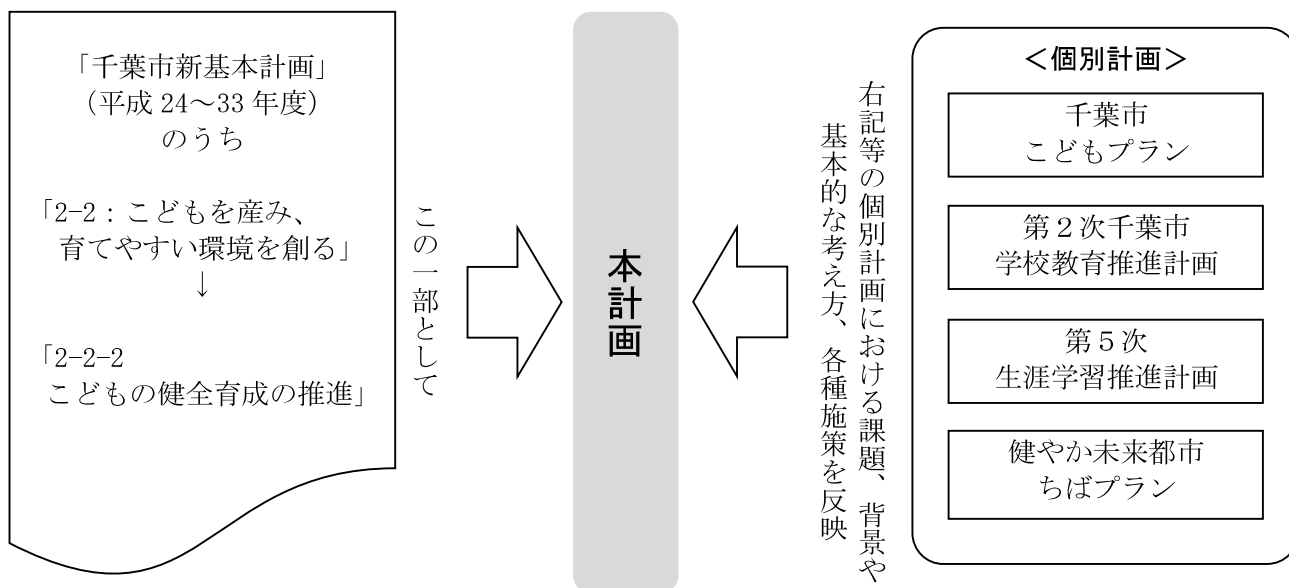 「千葉市新基本計画」
（平成 24～33 年度）
のうち
「2-2：こどもを産み、
育てやすい環境を創る」
↓
「2-2-2
こどもの健全育成の推進」
この一部として
本計画
右記等の個別計画における課題、背景や
基本的な考え方、各種施策を反映
＜個別計画＞
千葉市
こどもプラン
第２次千葉市
学校教育推進計画
第５次
生涯学習推進計画
健やか未来都市
ちばプラン